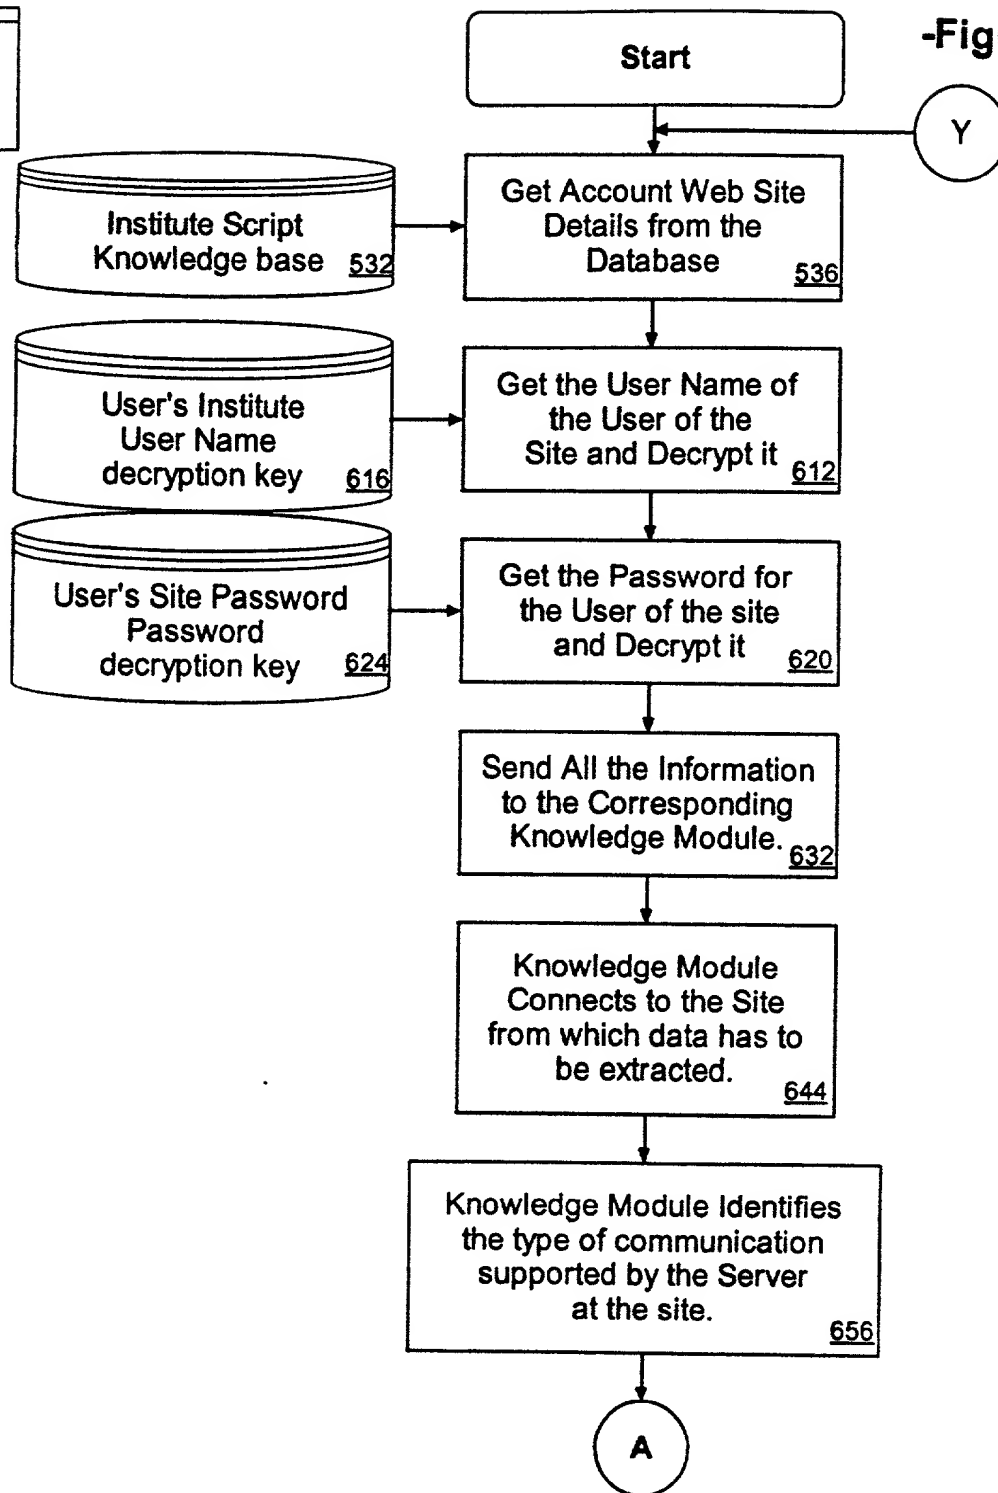 -Fig
Start
Y
Institute Script
Knowledge base 532
Get Account Web Site
Details from the
Database 536
User's Institute
User Name
decryption key 616
Get the User Name of
the User of the
Site and Decrypt it 612
User's Site Password
Password
decryption key 624
Get the Password for
the User of the site
and Decrypt it 620
Send All the Information
to the Corresponding
Knowledge Module. 632
Knowledge Module
Connects to the Site
from which data has to
be extracted. 644
Knowledge Module Identifies
the type of communication
supported by the Server
at the site. 656
A